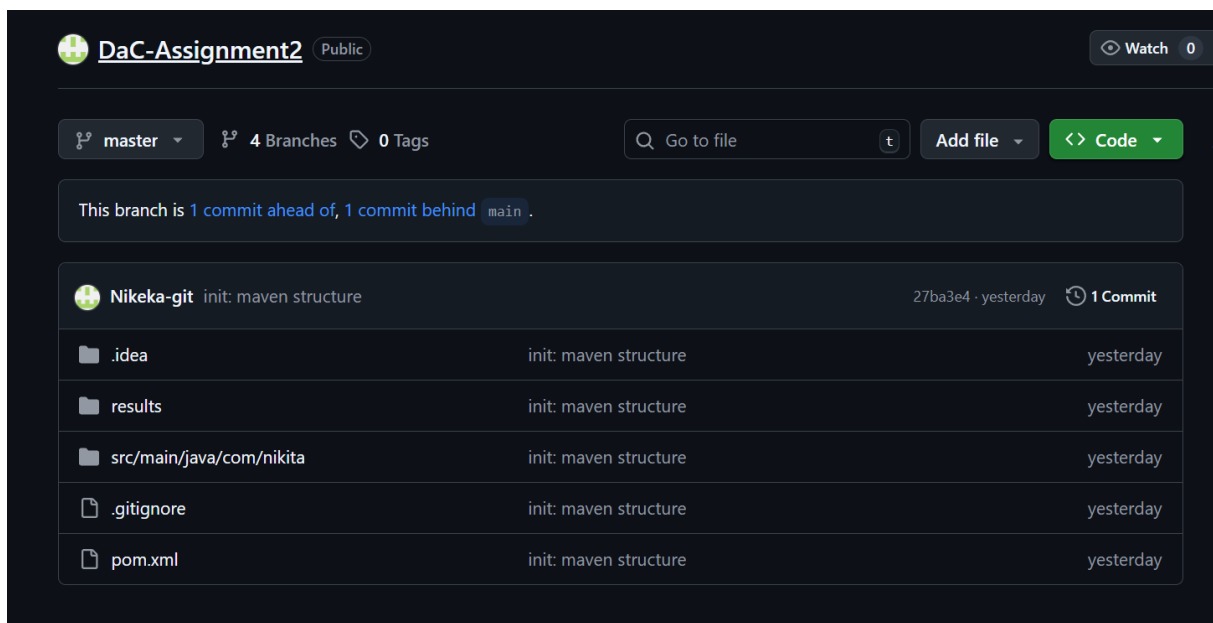 DaC-Assignment2 Public Watch 0
master 4 Branches 0 Tags Go to file t Add file <> Code
This branch is 1 commit ahead of, 1 commit behind main .
Nikeka-git init: maven structure 27ba3e4 · yesterday 1 Commit
.idea init: maven structure yesterday
results init: maven structure yesterday
src/main/java/com/nikita init: maven structure yesterday
.gitignore init: maven structure yesterday
pom.xml init: maven structure yesterday